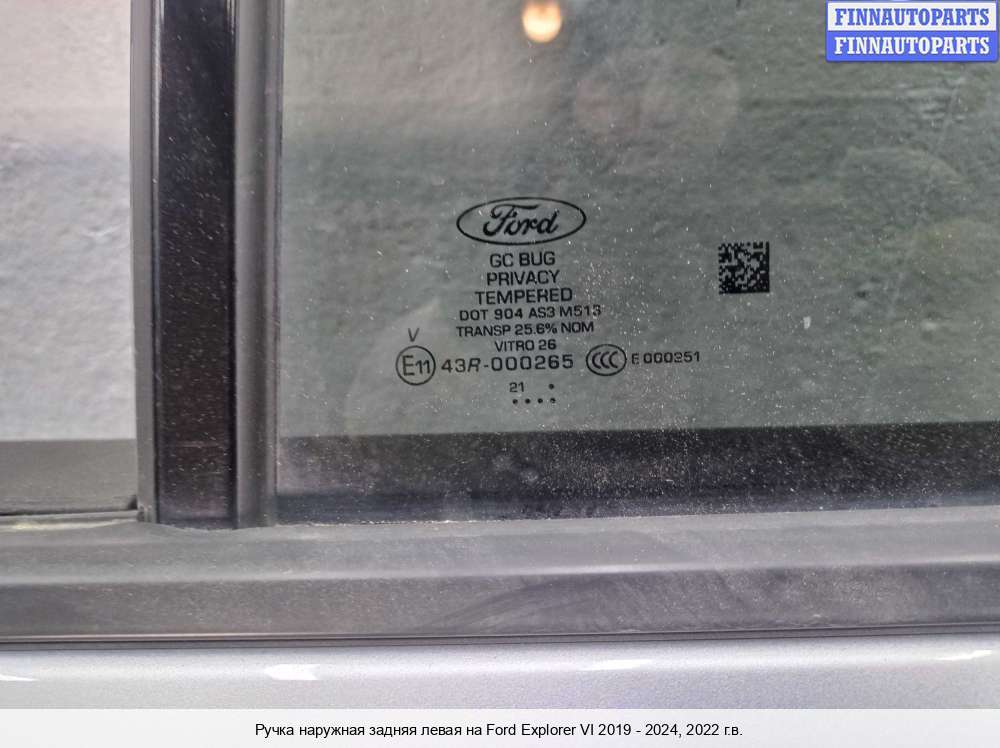 FINNAUTOPARTS
FINNAUTOPARTS
Ford
GC BUG
PRIVACY
TEMPERED
DOT 904 AS3 M513
TRANSP 25.6% NOM
VITRO 26
V
E11 43R-000265 CCC E 000251
21
Ручка наружная задняя левая на Ford Explorer VI 2019 - 2024, 2022 г.в.